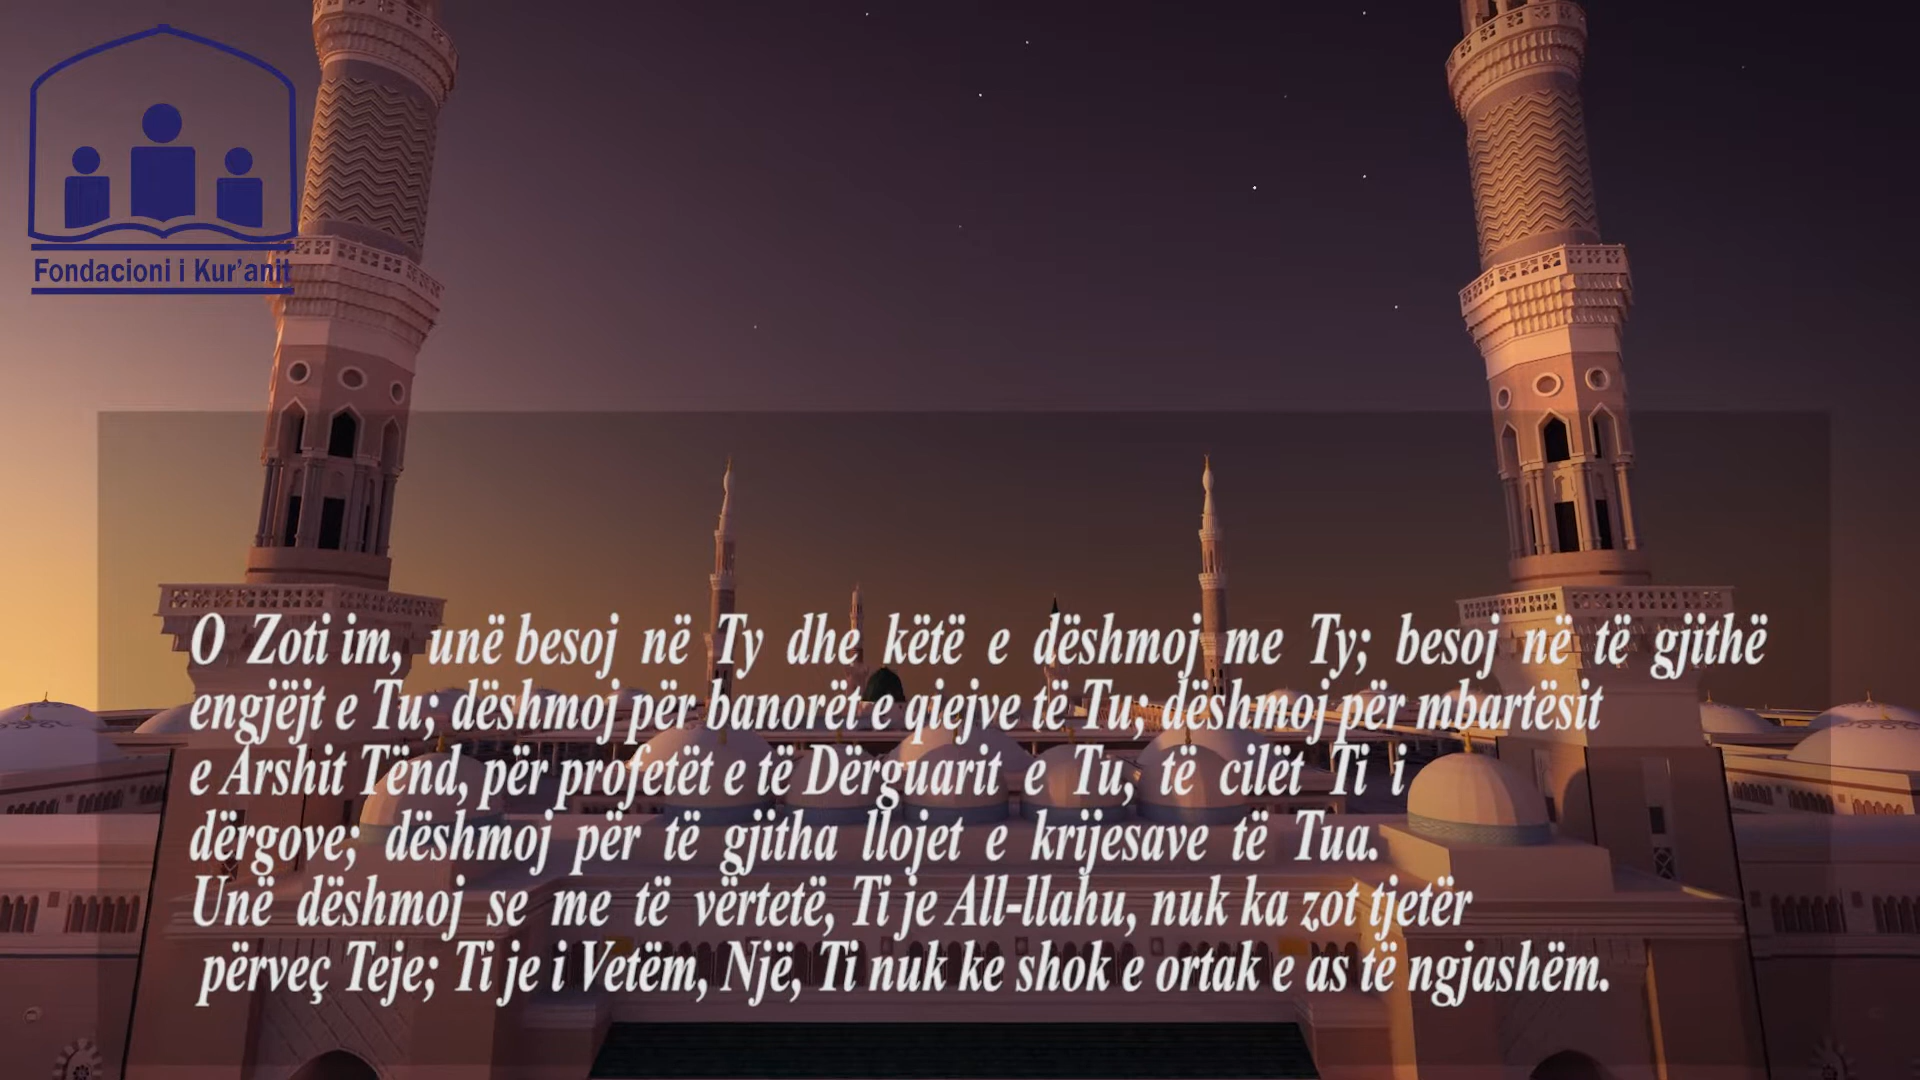 Fondacioni i Kur'anit
O Zoti im, unë besoj në Ty dhe këtë e dëshmoj me Ty; besoj në të gjithë
engjëjt e Tu; dëshmoj për banorët e qiejve të Tu; dëshmoj për mbartësit
e Arshit Tënd, për profetët e të Dërguarit e Tu, të cilët Ti i
dërgove; dëshmoj për të gjitha llojet e krijesave të Tua.
Unë dëshmoj se me të vërtetë, Ti je All-llahu, nuk ka zot tjetër
përveç Teje; Ti je i Vetëm, Një, Ti nuk ke shok e ortak e as të ngjashëm.